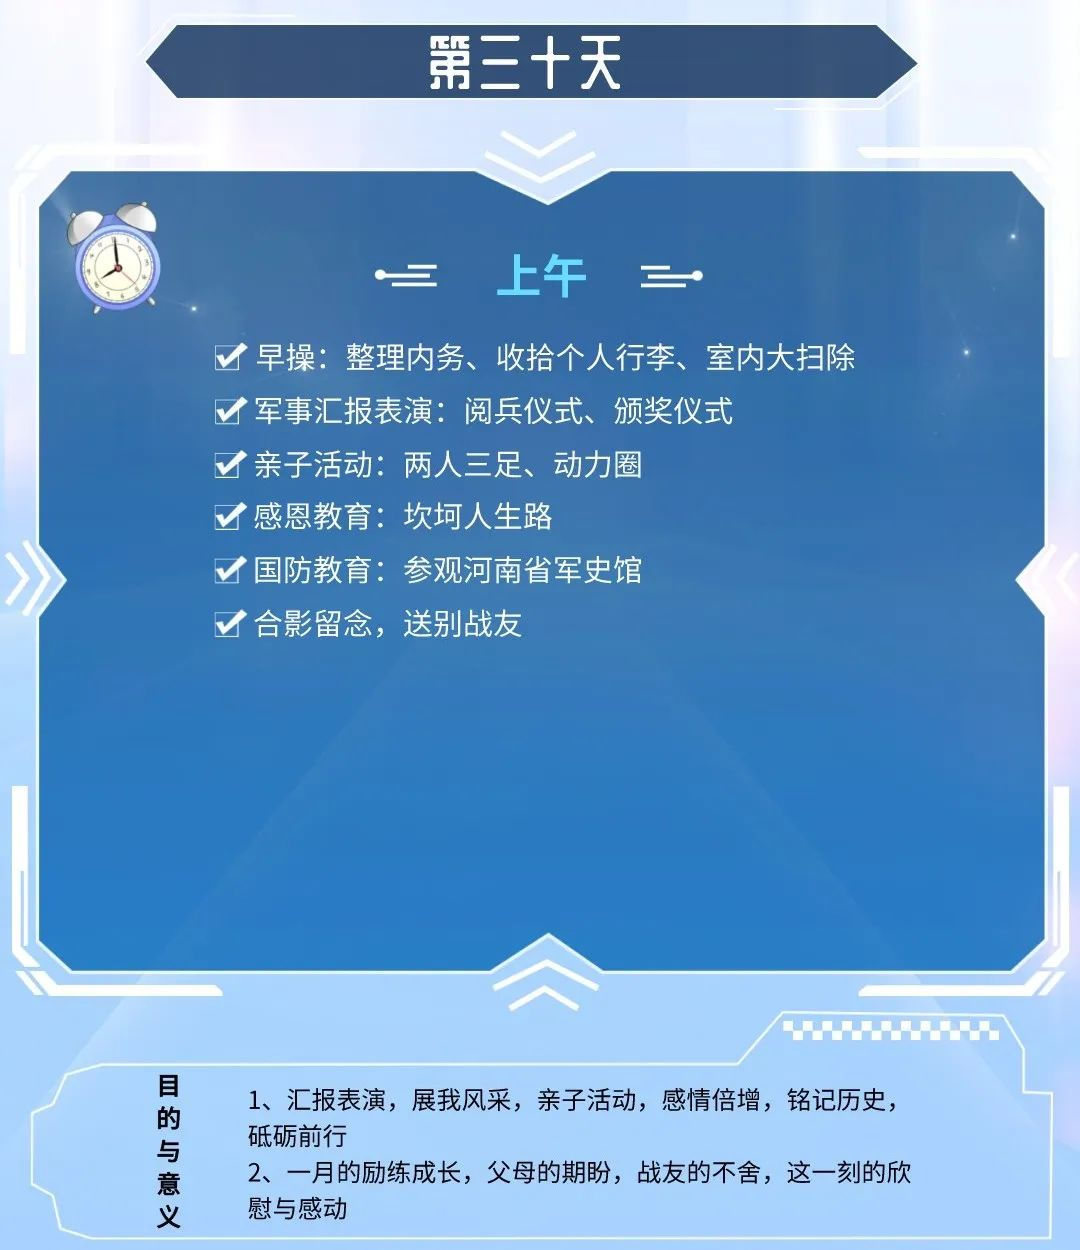 第三十天
上午
早操：整理内务、收拾个人行李、室内大扫除
军事汇报表演：阅兵仪式、颁奖仪式
亲子活动：两人三足、动力圈
感恩教育：坎坷人生路
国防教育：参观河南省军史馆
合影留念，送别战友
目的与意义
1、汇报表演，展我风采，亲子活动，感情倍增，铭记历史，
砥砺前行
2、一月的励练成长，父母的期盼，战友的不舍，这一刻的欣
慰与感动